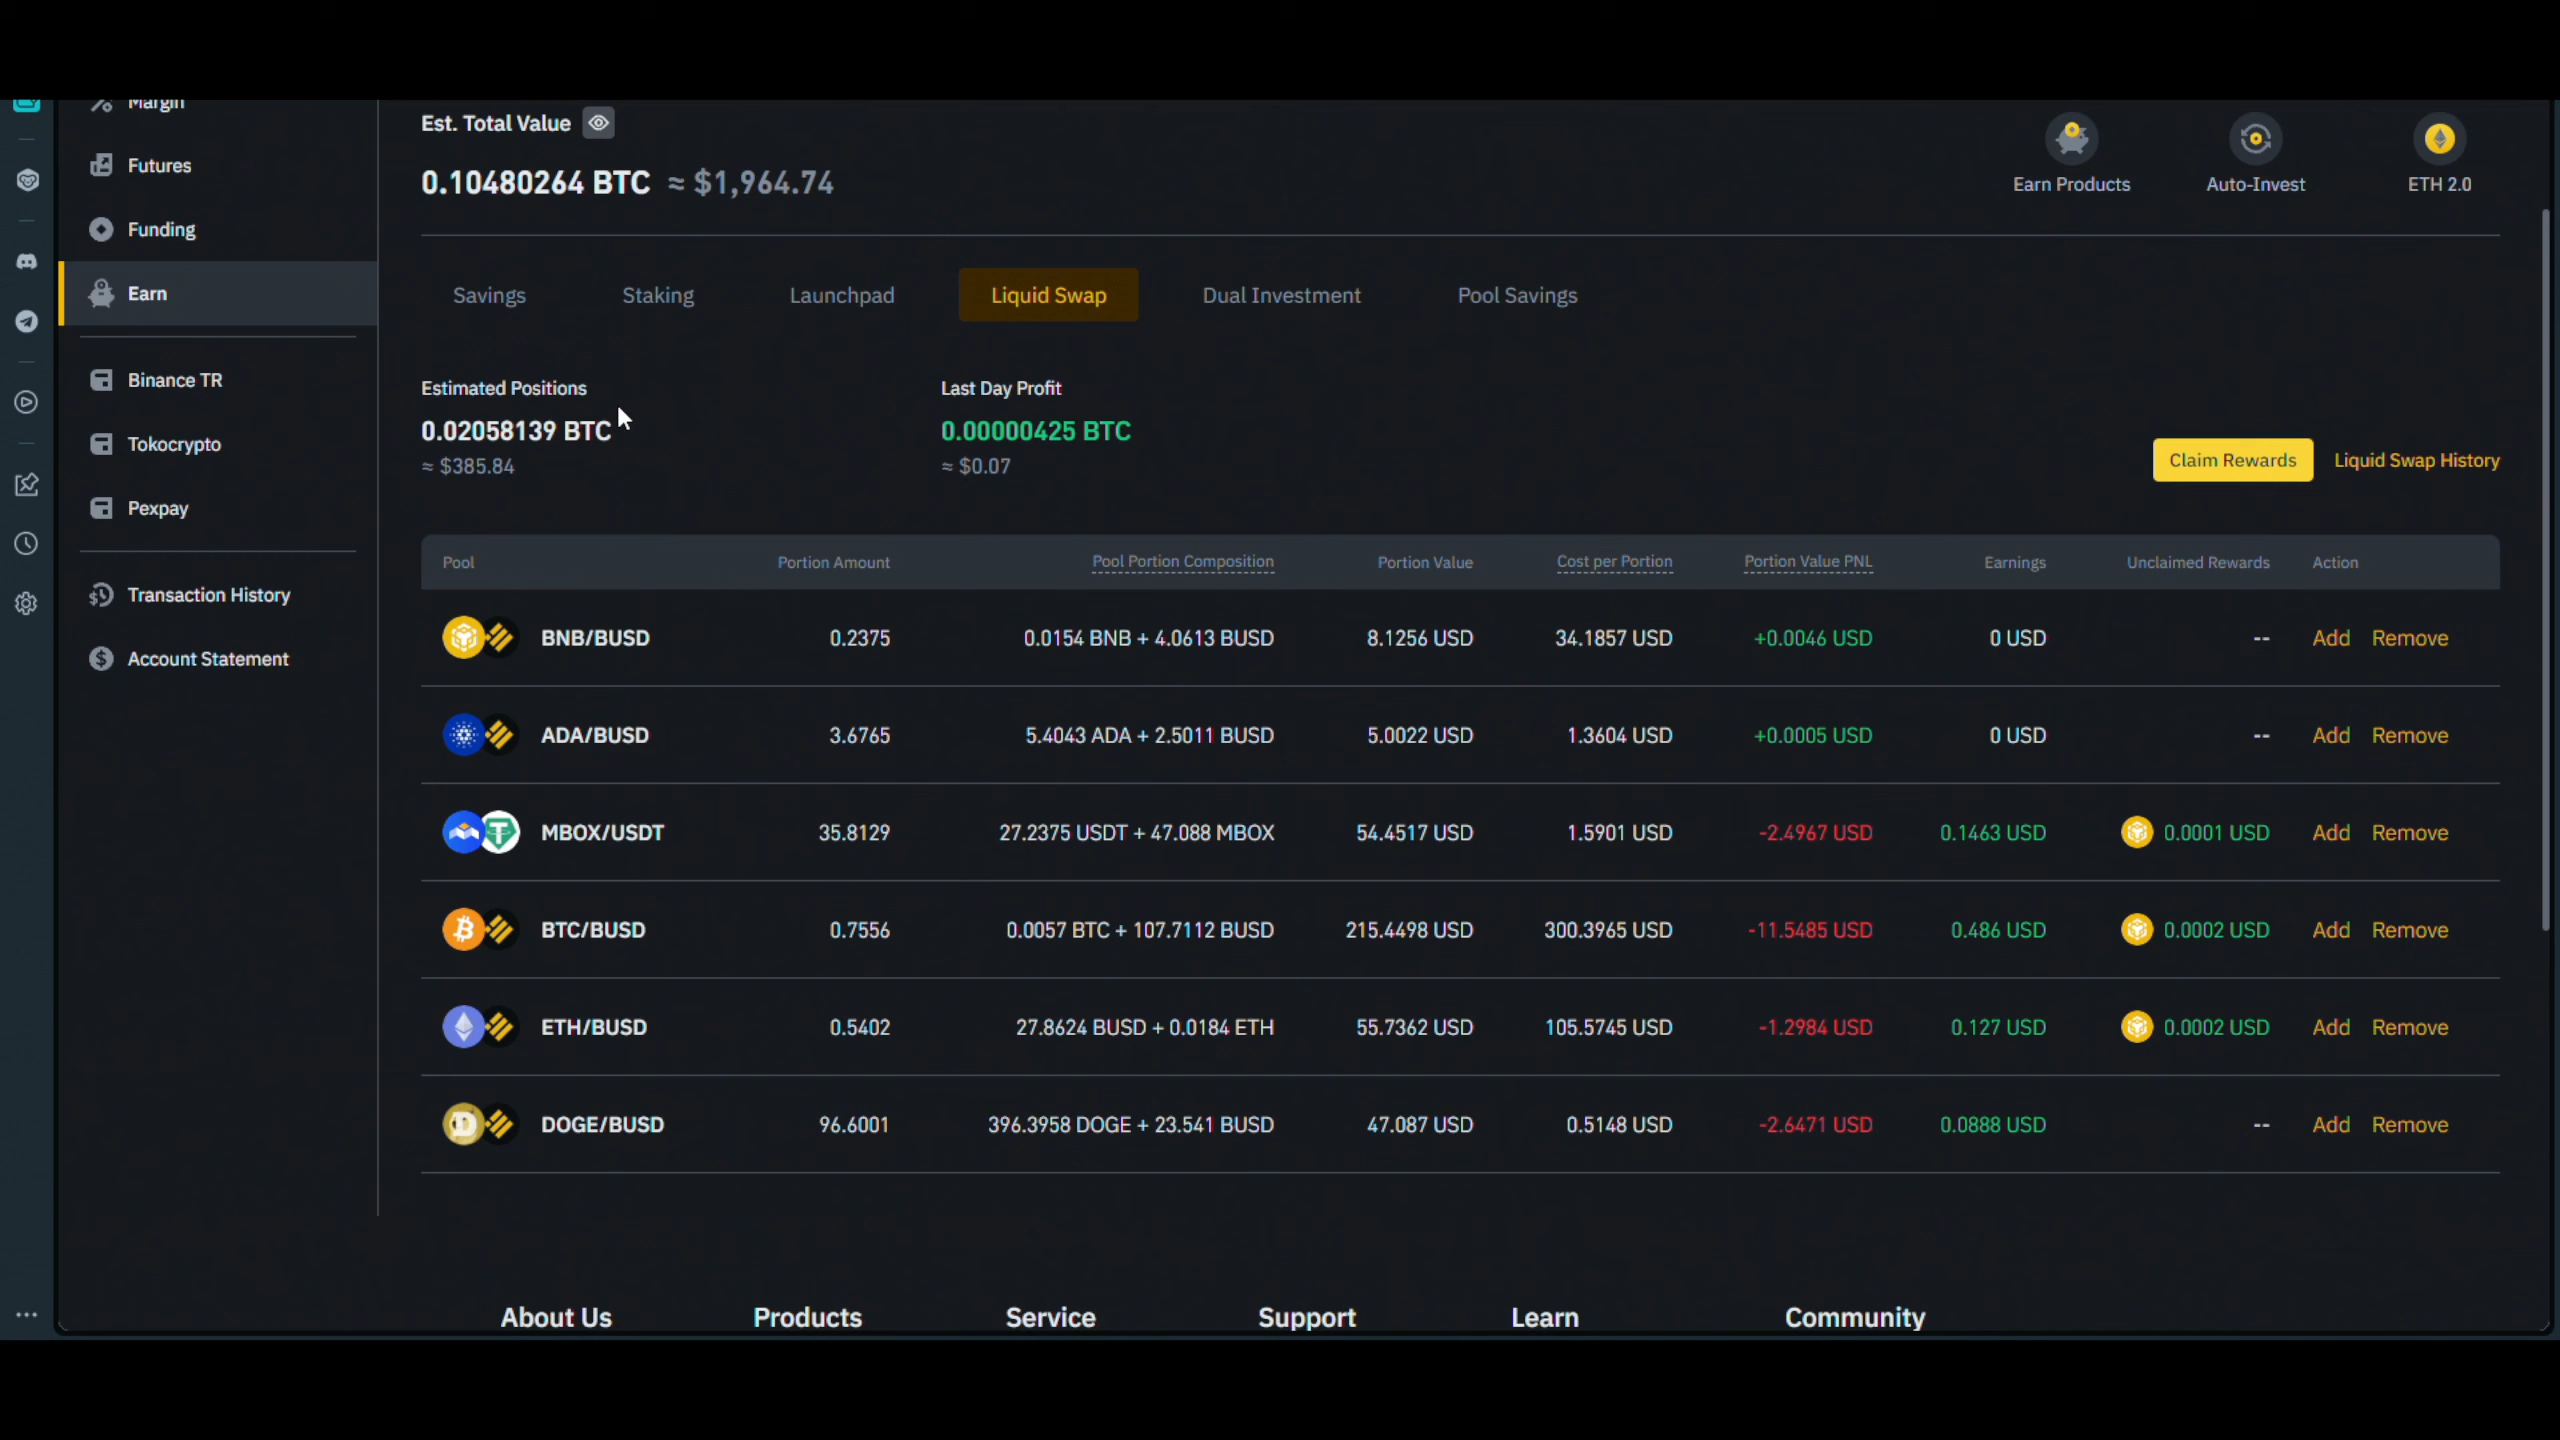 Margin
Futures
Funding
Earn
Binance TR
Tokocrypto
Pexpay
Transaction History
Account Statement
Est. Total Value
0.10480264 BTC ≈ $1,964.74
Earn Products
Auto-Invest
ETH 2.0
Savings Staking Launchpad Liquid Swap Dual Investment Pool Savings
Estimated Positions
0.02058139 BTC
≈ $385.84
Last Day Profit
0.00000425 BTC
≈ $0.07
Claim Rewards Liquid Swap History
Pool Portion Amount Pool Portion Composition Portion Value Cost per Portion Portion Value PNL Earnings Unclaimed Rewards Action
BNB/BUSD 0.2375 0.0154 BNB + 4.0613 BUSD 8.1256 USD 34.1857 USD +0.0046 USD 0 USD -- Add Remove
ADA/BUSD 3.6765 5.4043 ADA + 2.5011 BUSD 5.0022 USD 1.3604 USD +0.0005 USD 0 USD -- Add Remove
MBOX/USDT 35.8129 27.2375 USDT + 47.088 MBOX 54.4517 USD 1.5901 USD -2.4967 USD 0.1463 USD 0.0001 USD Add Remove
BTC/BUSD 0.7556 0.0057 BTC + 107.7112 BUSD 215.4498 USD 300.3965 USD -11.5485 USD 0.486 USD 0.0002 USD Add Remove
ETH/BUSD 0.5402 27.8624 BUSD + 0.0184 ETH 55.7362 USD 105.5745 USD -1.2984 USD 0.127 USD 0.0002 USD Add Remove
DOGE/BUSD 96.6001 396.3958 DOGE + 23.541 BUSD 47.087 USD 0.5148 USD -2.6471 USD 0.0888 USD -- Add Remove
About Us Products Service Support Learn Community